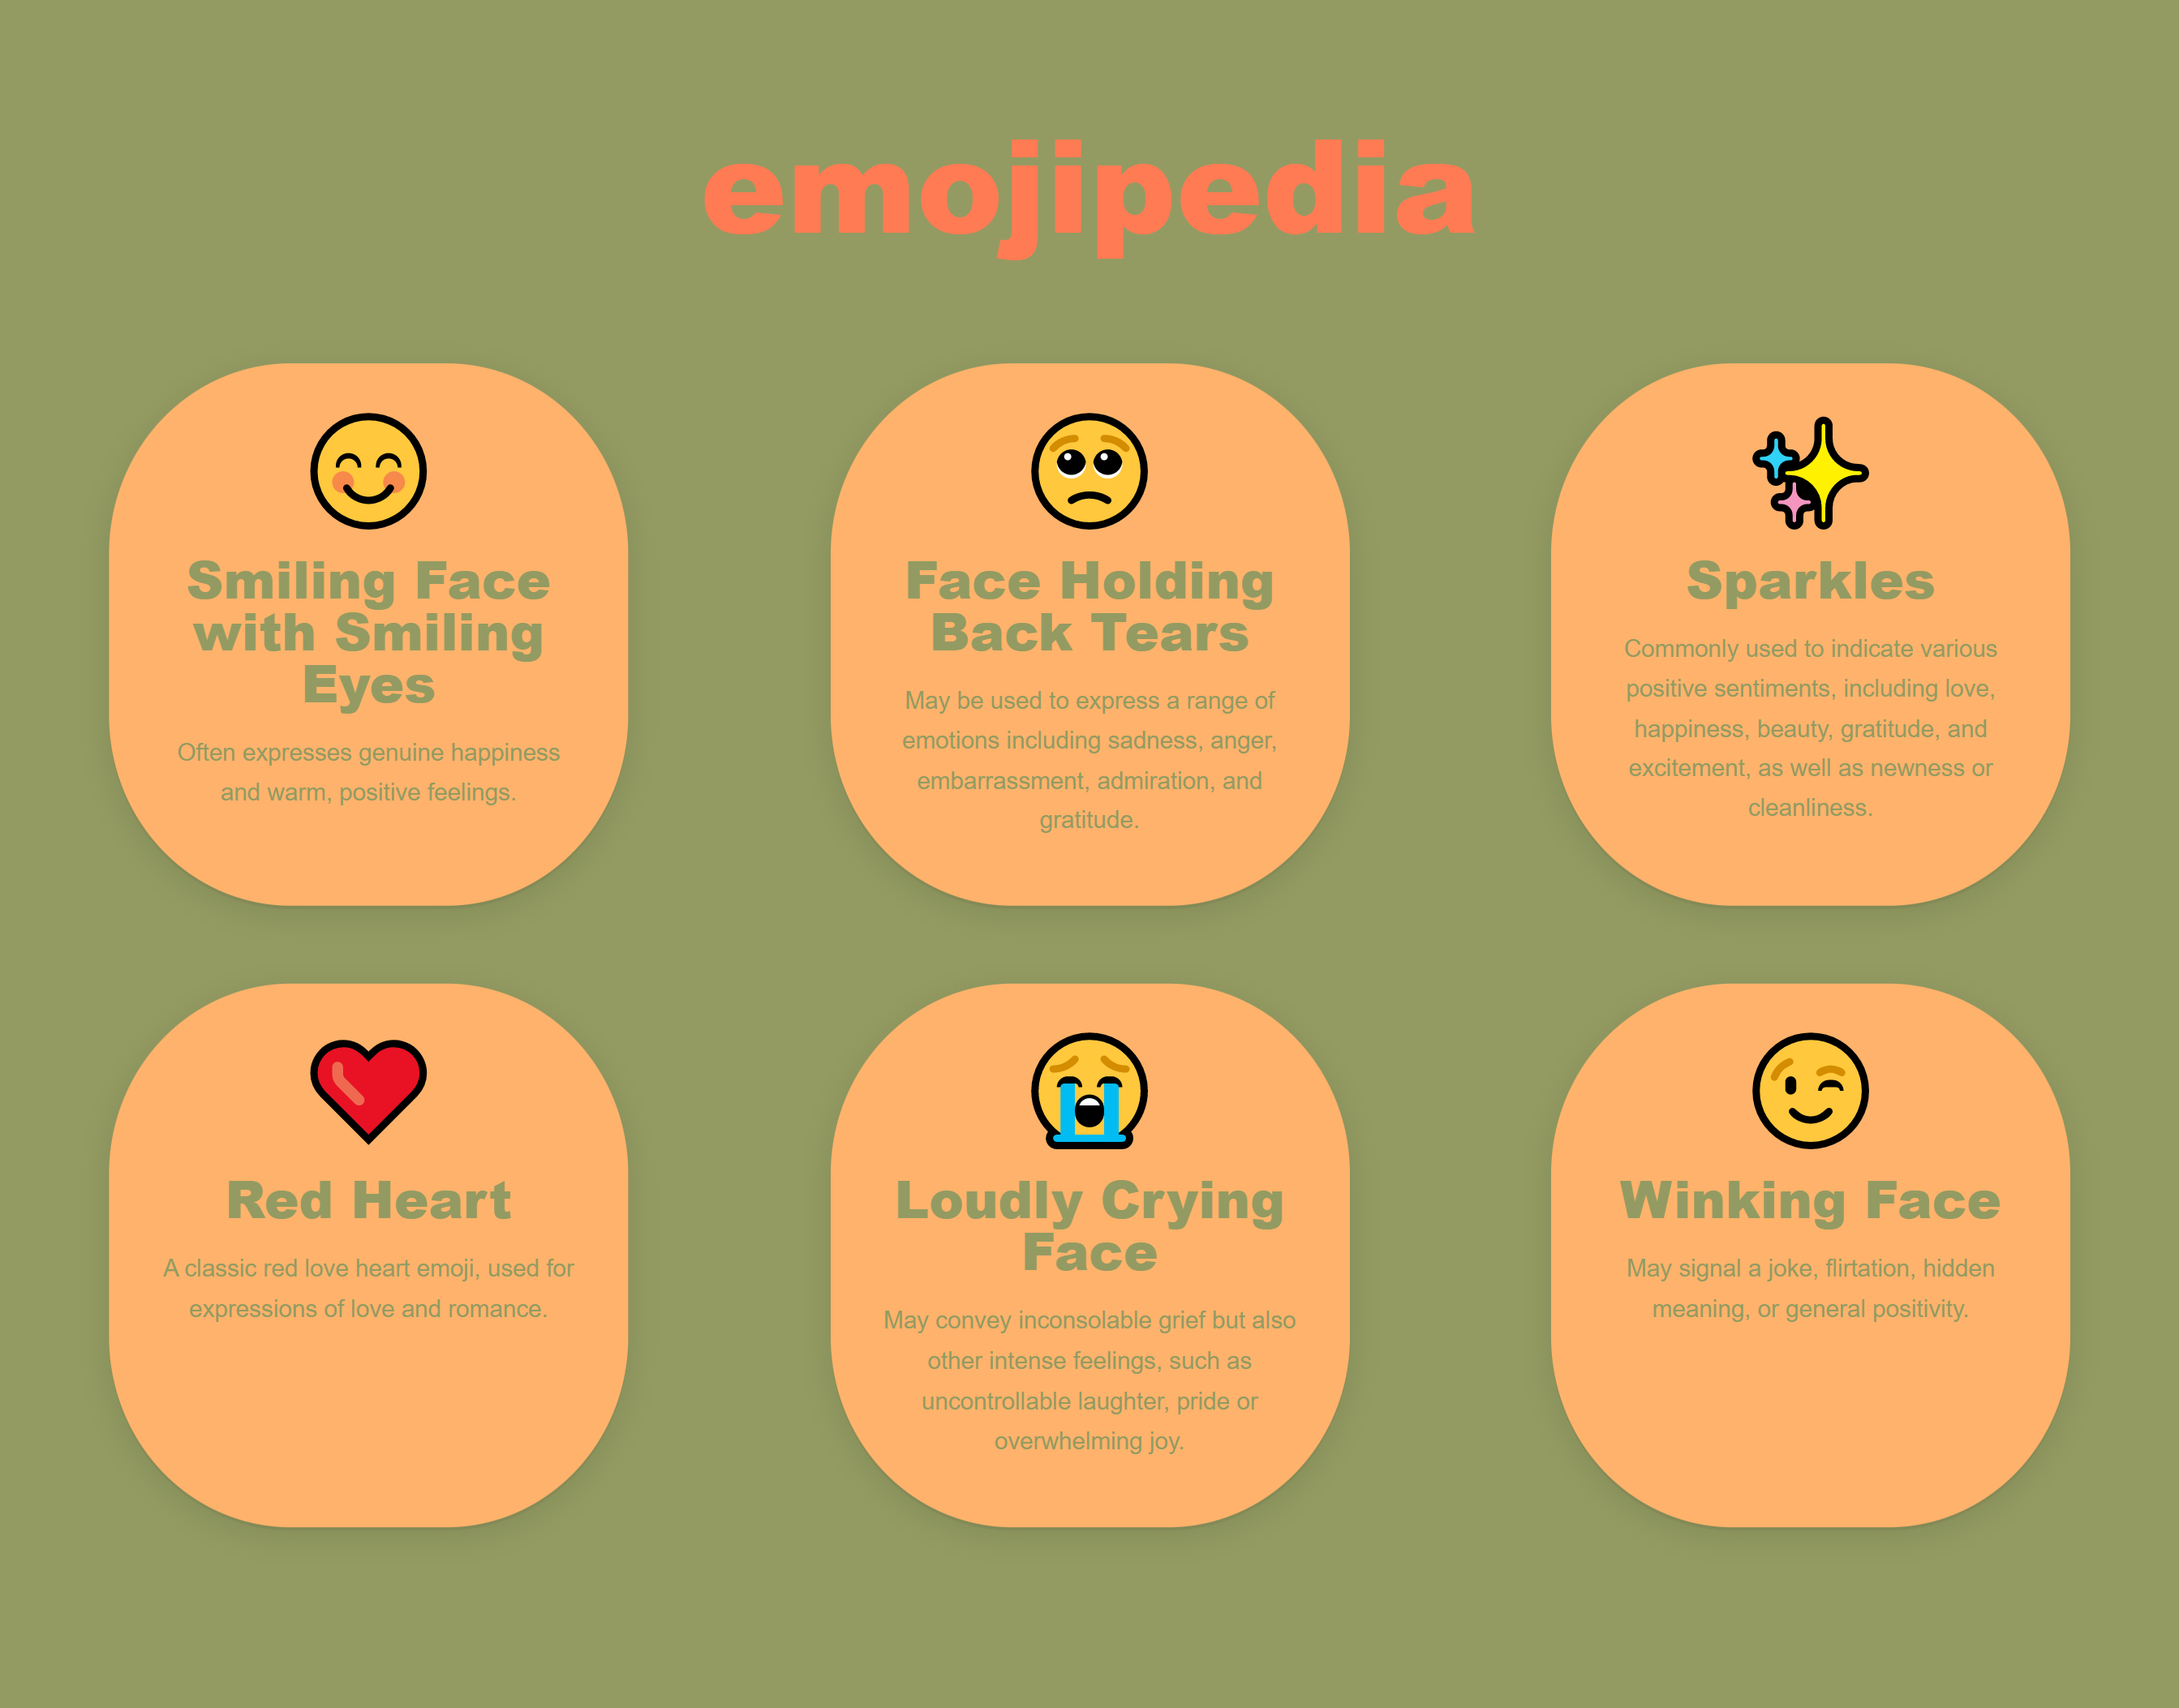 emojipedia
Smiling Face
with Smiling
Eyes
Often expresses genuine happiness
and warm, positive feelings.
Face Holding
Back Tears
May be used to express a range of
emotions including sadness, anger,
embarrassment, admiration, and
gratitude.
Sparkles
Commonly used to indicate various
positive sentiments, including love,
happiness, beauty, gratitude, and
excitement, as well as newness or
cleanliness.
Red Heart
A classic red love heart emoji, used for
expressions of love and romance.
Loudly Crying
Face
May convey inconsolable grief but also
other intense feelings, such as
uncontrollable laughter, pride or
overwhelming joy.
Winking Face
May signal a joke, flirtation, hidden
meaning, or general positivity.